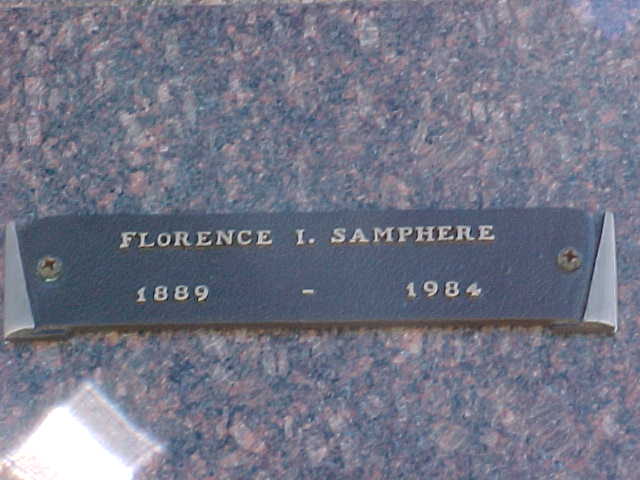 FLORENCE I. SAMPHERE
1889 - 1984